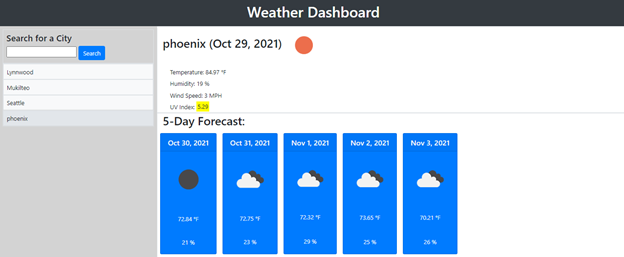 Weather Dashboard
Search for a City
Search
Lynnwood
Mukilteo
Seattle
phoenix
phoenix (Oct 29, 2021)
Temperature: 84.97 °F
Humidity: 19 %
Wind Speed: 3 MPH
UV Index: 5.29
5-Day Forecast:
Oct 30, 2021 Oct 31, 2021 Nov 1, 2021 Nov 2, 2021 Nov 3, 2021
72.84 °F 72.75 °F 72.32 °F 73.65 °F 70.21 °F
21 % 23 % 29 % 25 % 26 %